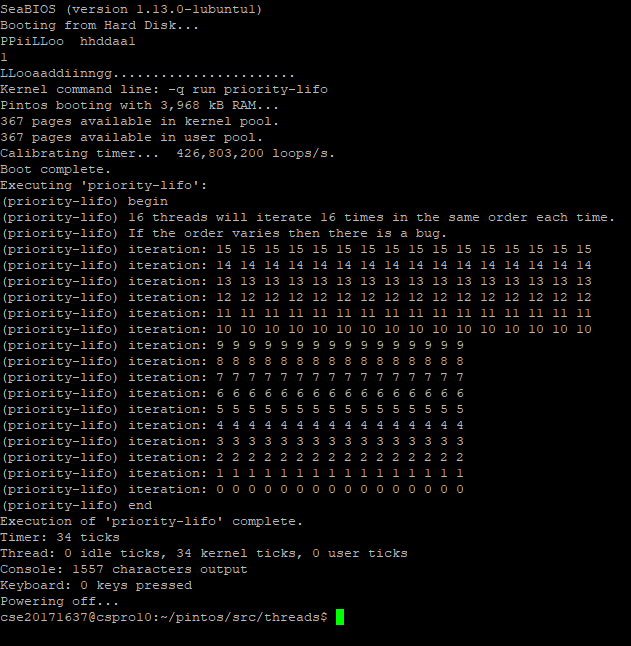 SeaBIOS (version 1.13.0-1ubuntu1)
Booting from Hard Disk...
PPiiLLoo  hhddaa1
1
LLooaaddiinngg.......................
Kernel command line: -q run priority-lifo
Pintos booting with 3,968 kB RAM...
367 pages available in kernel pool.
367 pages available in user pool.
Calibrating timer...  426,803,200 loops/s.
Boot complete.
Executing 'priority-lifo':
(priority-lifo) begin
(priority-lifo) 16 threads will iterate 16 times in the same order each time.
(priority-lifo) If the order varies then there is a bug.
(priority-lifo) iteration: 15 15 15 15 15 15 15 15 15 15 15 15 15 15 15 15
(priority-lifo) iteration: 14 14 14 14 14 14 14 14 14 14 14 14 14 14 14 14
(priority-lifo) iteration: 13 13 13 13 13 13 13 13 13 13 13 13 13 13 13 13
(priority-lifo) iteration: 12 12 12 12 12 12 12 12 12 12 12 12 12 12 12 12
(priority-lifo) iteration: 11 11 11 11 11 11 11 11 11 11 11 11 11 11 11 11
(priority-lifo) iteration: 10 10 10 10 10 10 10 10 10 10 10 10 10 10 10 10
(priority-lifo) iteration: 9 9 9 9 9 9 9 9 9 9 9 9 9 9 9 9
(priority-lifo) iteration: 8 8 8 8 8 8 8 8 8 8 8 8 8 8 8 8
(priority-lifo) iteration: 7 7 7 7 7 7 7 7 7 7 7 7 7 7 7 7
(priority-lifo) iteration: 6 6 6 6 6 6 6 6 6 6 6 6 6 6 6 6
(priority-lifo) iteration: 5 5 5 5 5 5 5 5 5 5 5 5 5 5 5 5
(priority-lifo) iteration: 4 4 4 4 4 4 4 4 4 4 4 4 4 4 4 4
(priority-lifo) iteration: 3 3 3 3 3 3 3 3 3 3 3 3 3 3 3 3
(priority-lifo) iteration: 2 2 2 2 2 2 2 2 2 2 2 2 2 2 2 2
(priority-lifo) iteration: 1 1 1 1 1 1 1 1 1 1 1 1 1 1 1 1
(priority-lifo) iteration: 0 0 0 0 0 0 0 0 0 0 0 0 0 0 0 0
(priority-lifo) end
Execution of 'priority-lifo' complete.
Timer: 34 ticks
Thread: 0 idle ticks, 34 kernel ticks, 0 user ticks
Console: 1557 characters output
Keyboard: 0 keys pressed
Powering off...
cse20171637@cspro10:~/pintos/src/threads$